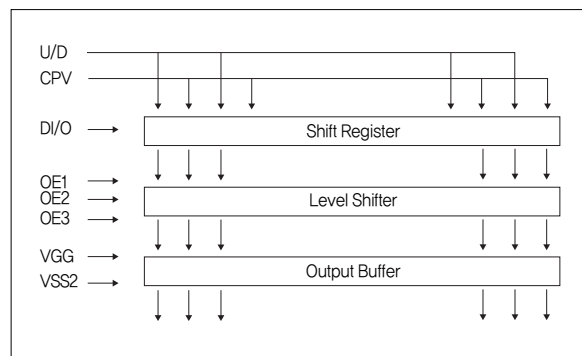 U/D
CPV
DI/O
Shift Register
OE1
OE2
Level Shifter
OE3
VGG
Output Buffer
VSS2